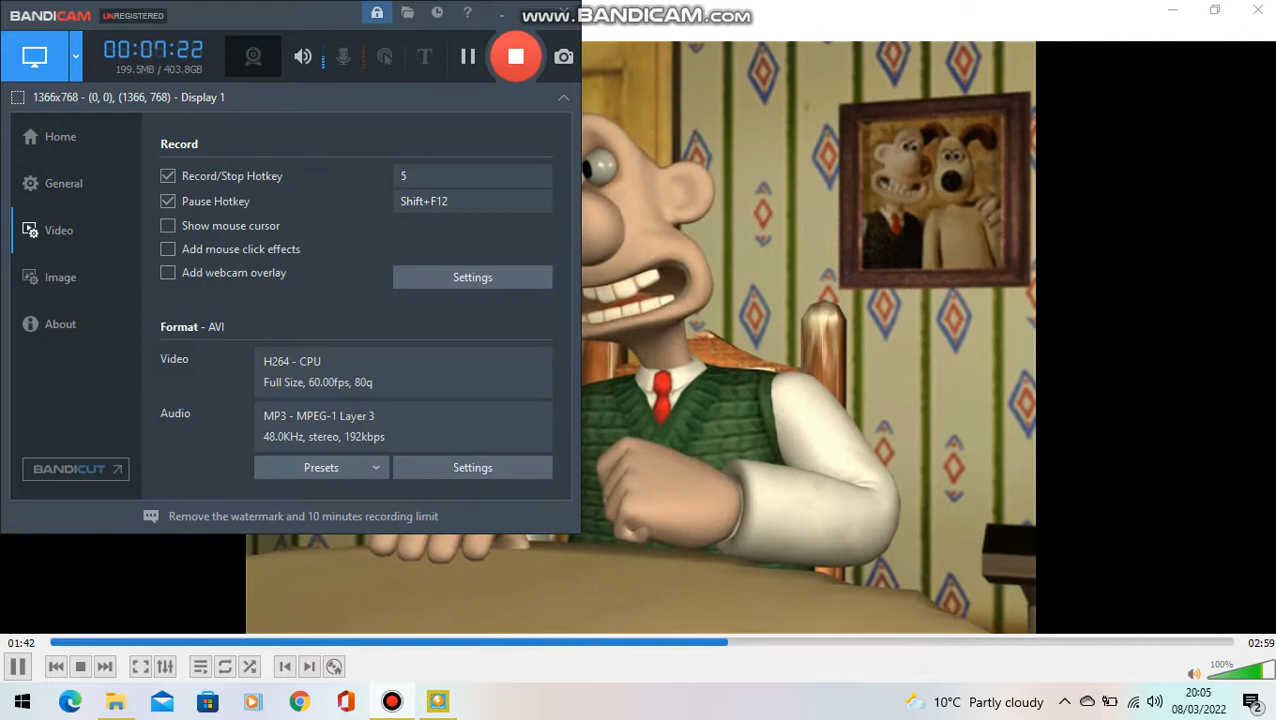 BANDICAM UNREGISTERED
www.BANDICAM.com
00:07:22
199.5MB / 403.8GB
1366x768 - (0, 0), (1366, 768) - Display 1
Home
General
Video
Image
About
BANDICUT
Record
Record/Stop Hotkey 5
Pause Hotkey Shift+F12
Show mouse cursor
Add mouse click effects
Add webcam overlay
Settings
Format - AVI
Video
H264 - CPU
Full Size, 60.00fps, 80q
Audio
MP3 - MPEG-1 Layer 3
48.0KHz, stereo, 192kbps
Presets Settings
Remove the watermark and 10 minutes recording limit
01:42 02:59
100%
10°C Partly cloudy
20:05
08/03/2022
2